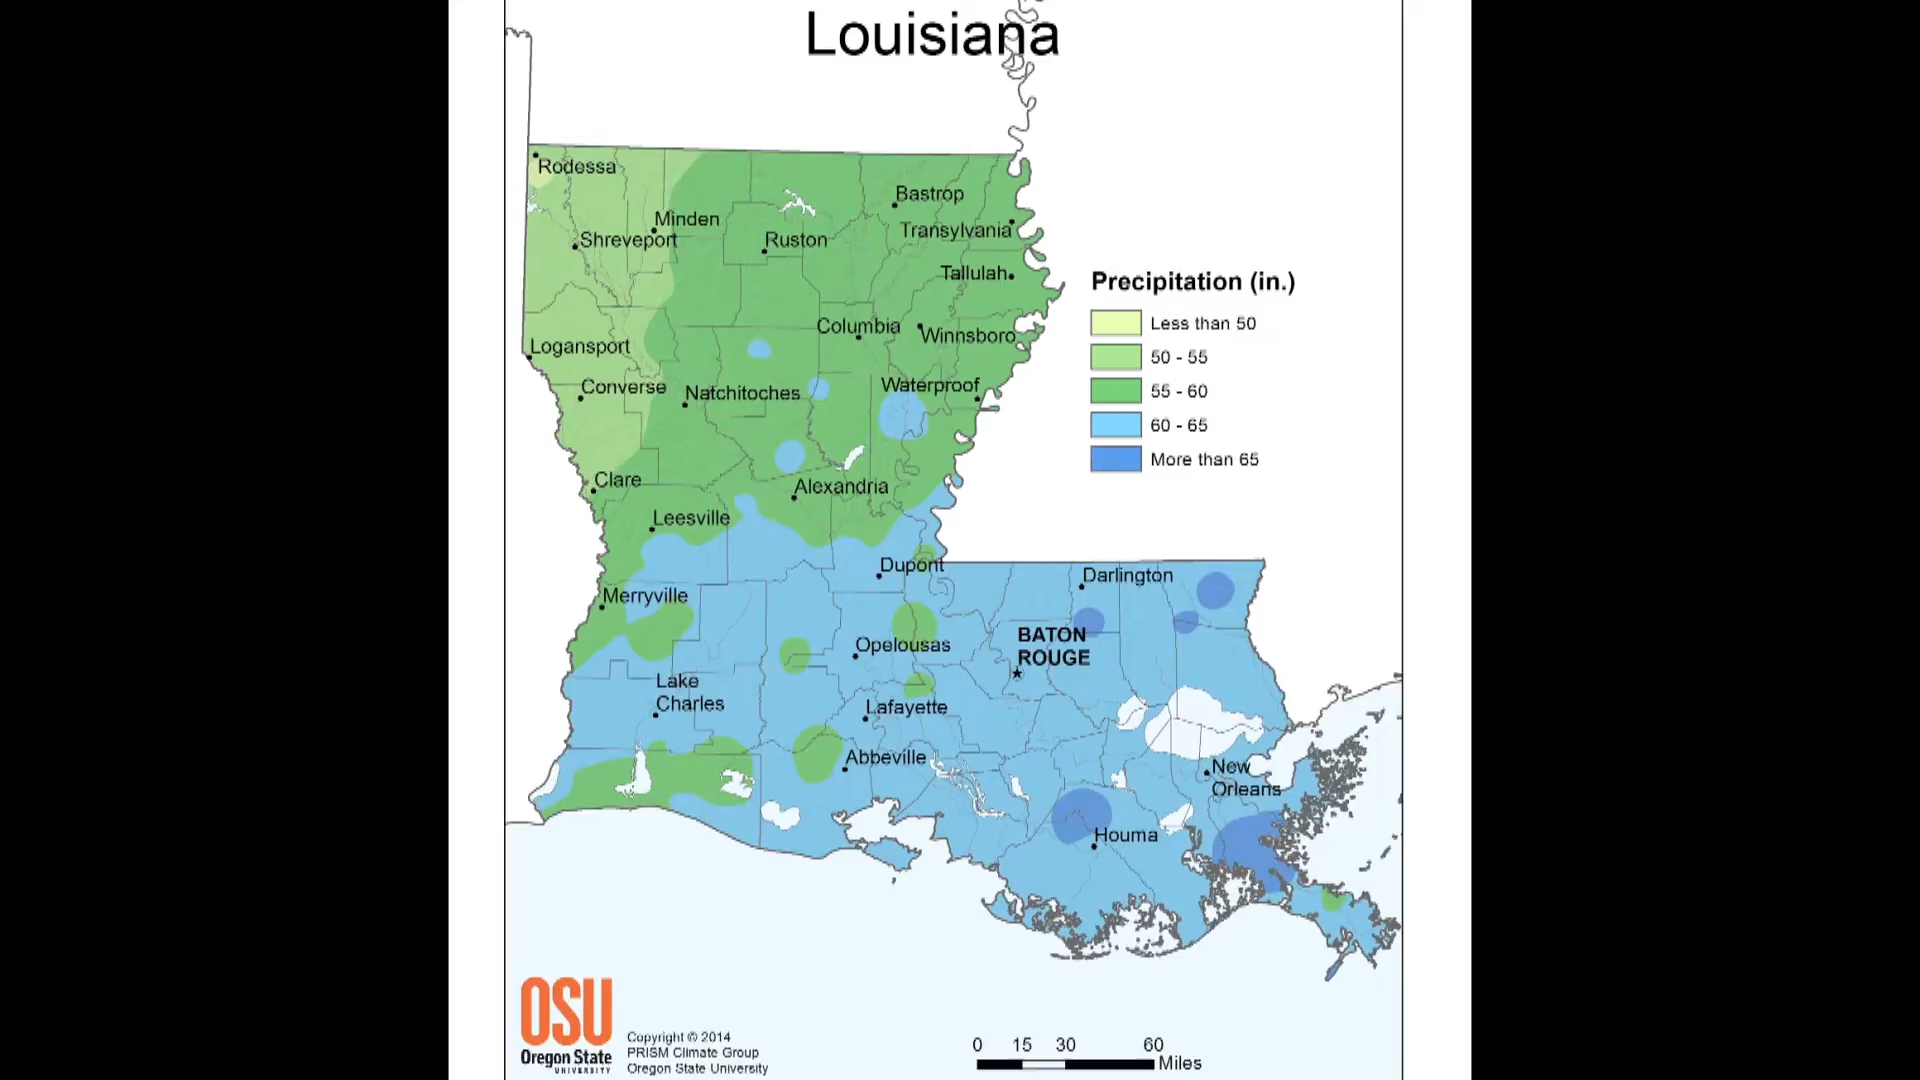 Louisiana
Rodessa
Bastrop
Minden
Transylvania
Shreveport
Ruston
Tallulah
Precipitation (in.)
Less than 50
Columbia
Winnsboro
Logansport
50 - 55
Converse
Natchitoches
Waterproof
55 - 60
60 - 65
More than 65
Clare
Alexandria
Leesville
Dupont
Darlington
Merryville
BATON
ROUGE
Opelousas
Lake
Charles
Lafayette
Abbeville
New
Orleans
Houma
OSU
Oregon State
UNIVERSITY
Copyright © 2014
PRISM Climate Group
Oregon State University
0 15 30 60
Miles